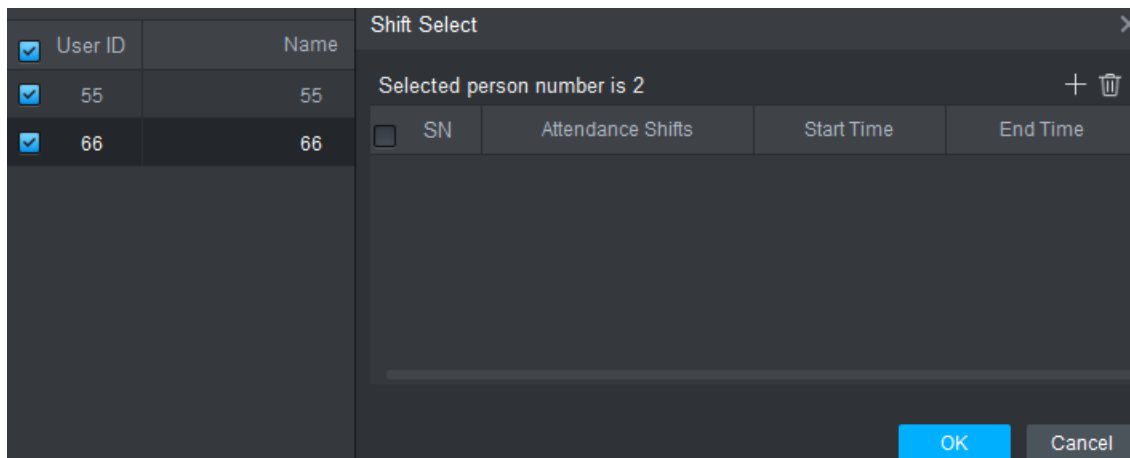 User ID Name
55 55
66 66
Shift Select
Selected person number is 2
SN Attendance Shifts Start Time End Time
OK Cancel